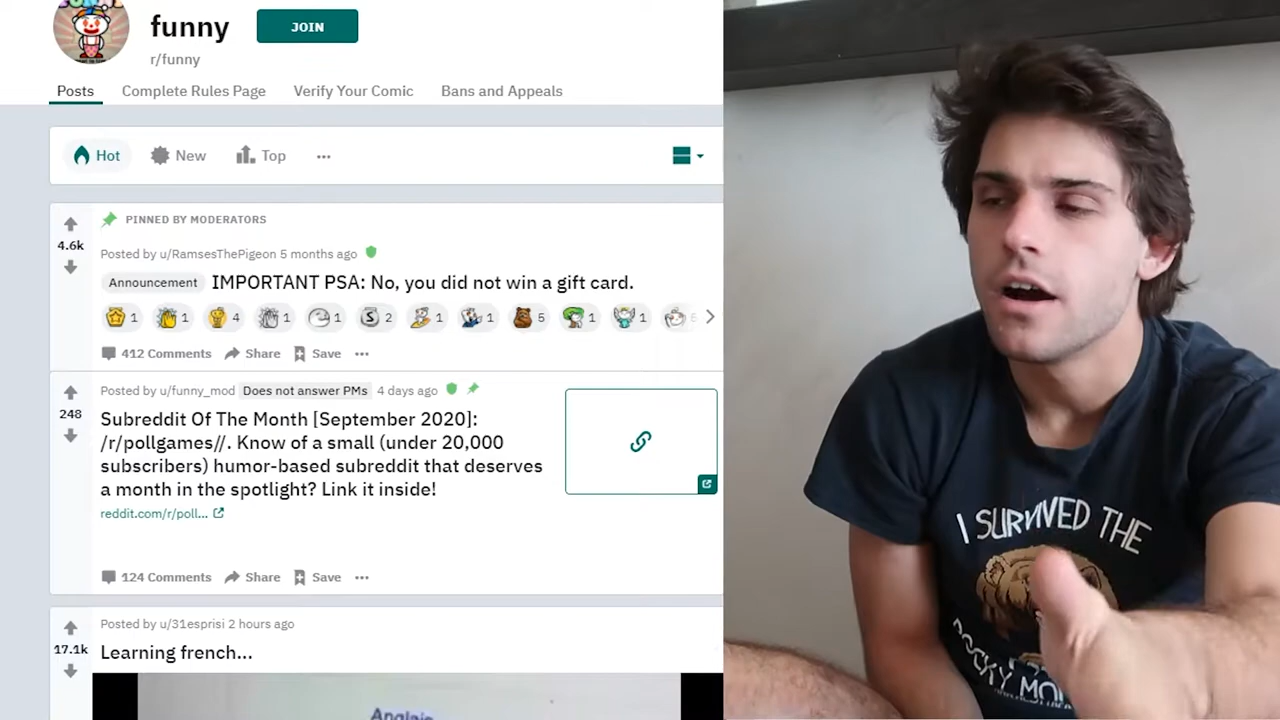 funny
JOIN
r/funny
Posts
Complete Rules Page
Verify Your Comic
Bans and Appeals
Hot
New
Top
PINNED BY MODERATORS
4.6k
Posted by u/RamsesThePigeon 5 months ago
Announcement IMPORTANT PSA: No, you did not win a gift card.
1 1 4 1 1 2 1 1 5 1 1
412 Comments Share Save
248
Posted by u/funny_mod Does not answer PMs 4 days ago
Subreddit Of The Month [September 2020]:
/r/pollgames//. Know of a small (under 20,000
subscribers) humor-based subreddit that deserves
a month in the spotlight? Link it inside!
reddit.com/r/poll...
124 Comments Share Save
17.1k
Posted by u/31esprisi 2 hours ago
Learning french...
Anglais
I SURVIVED THE
ROCKY MO